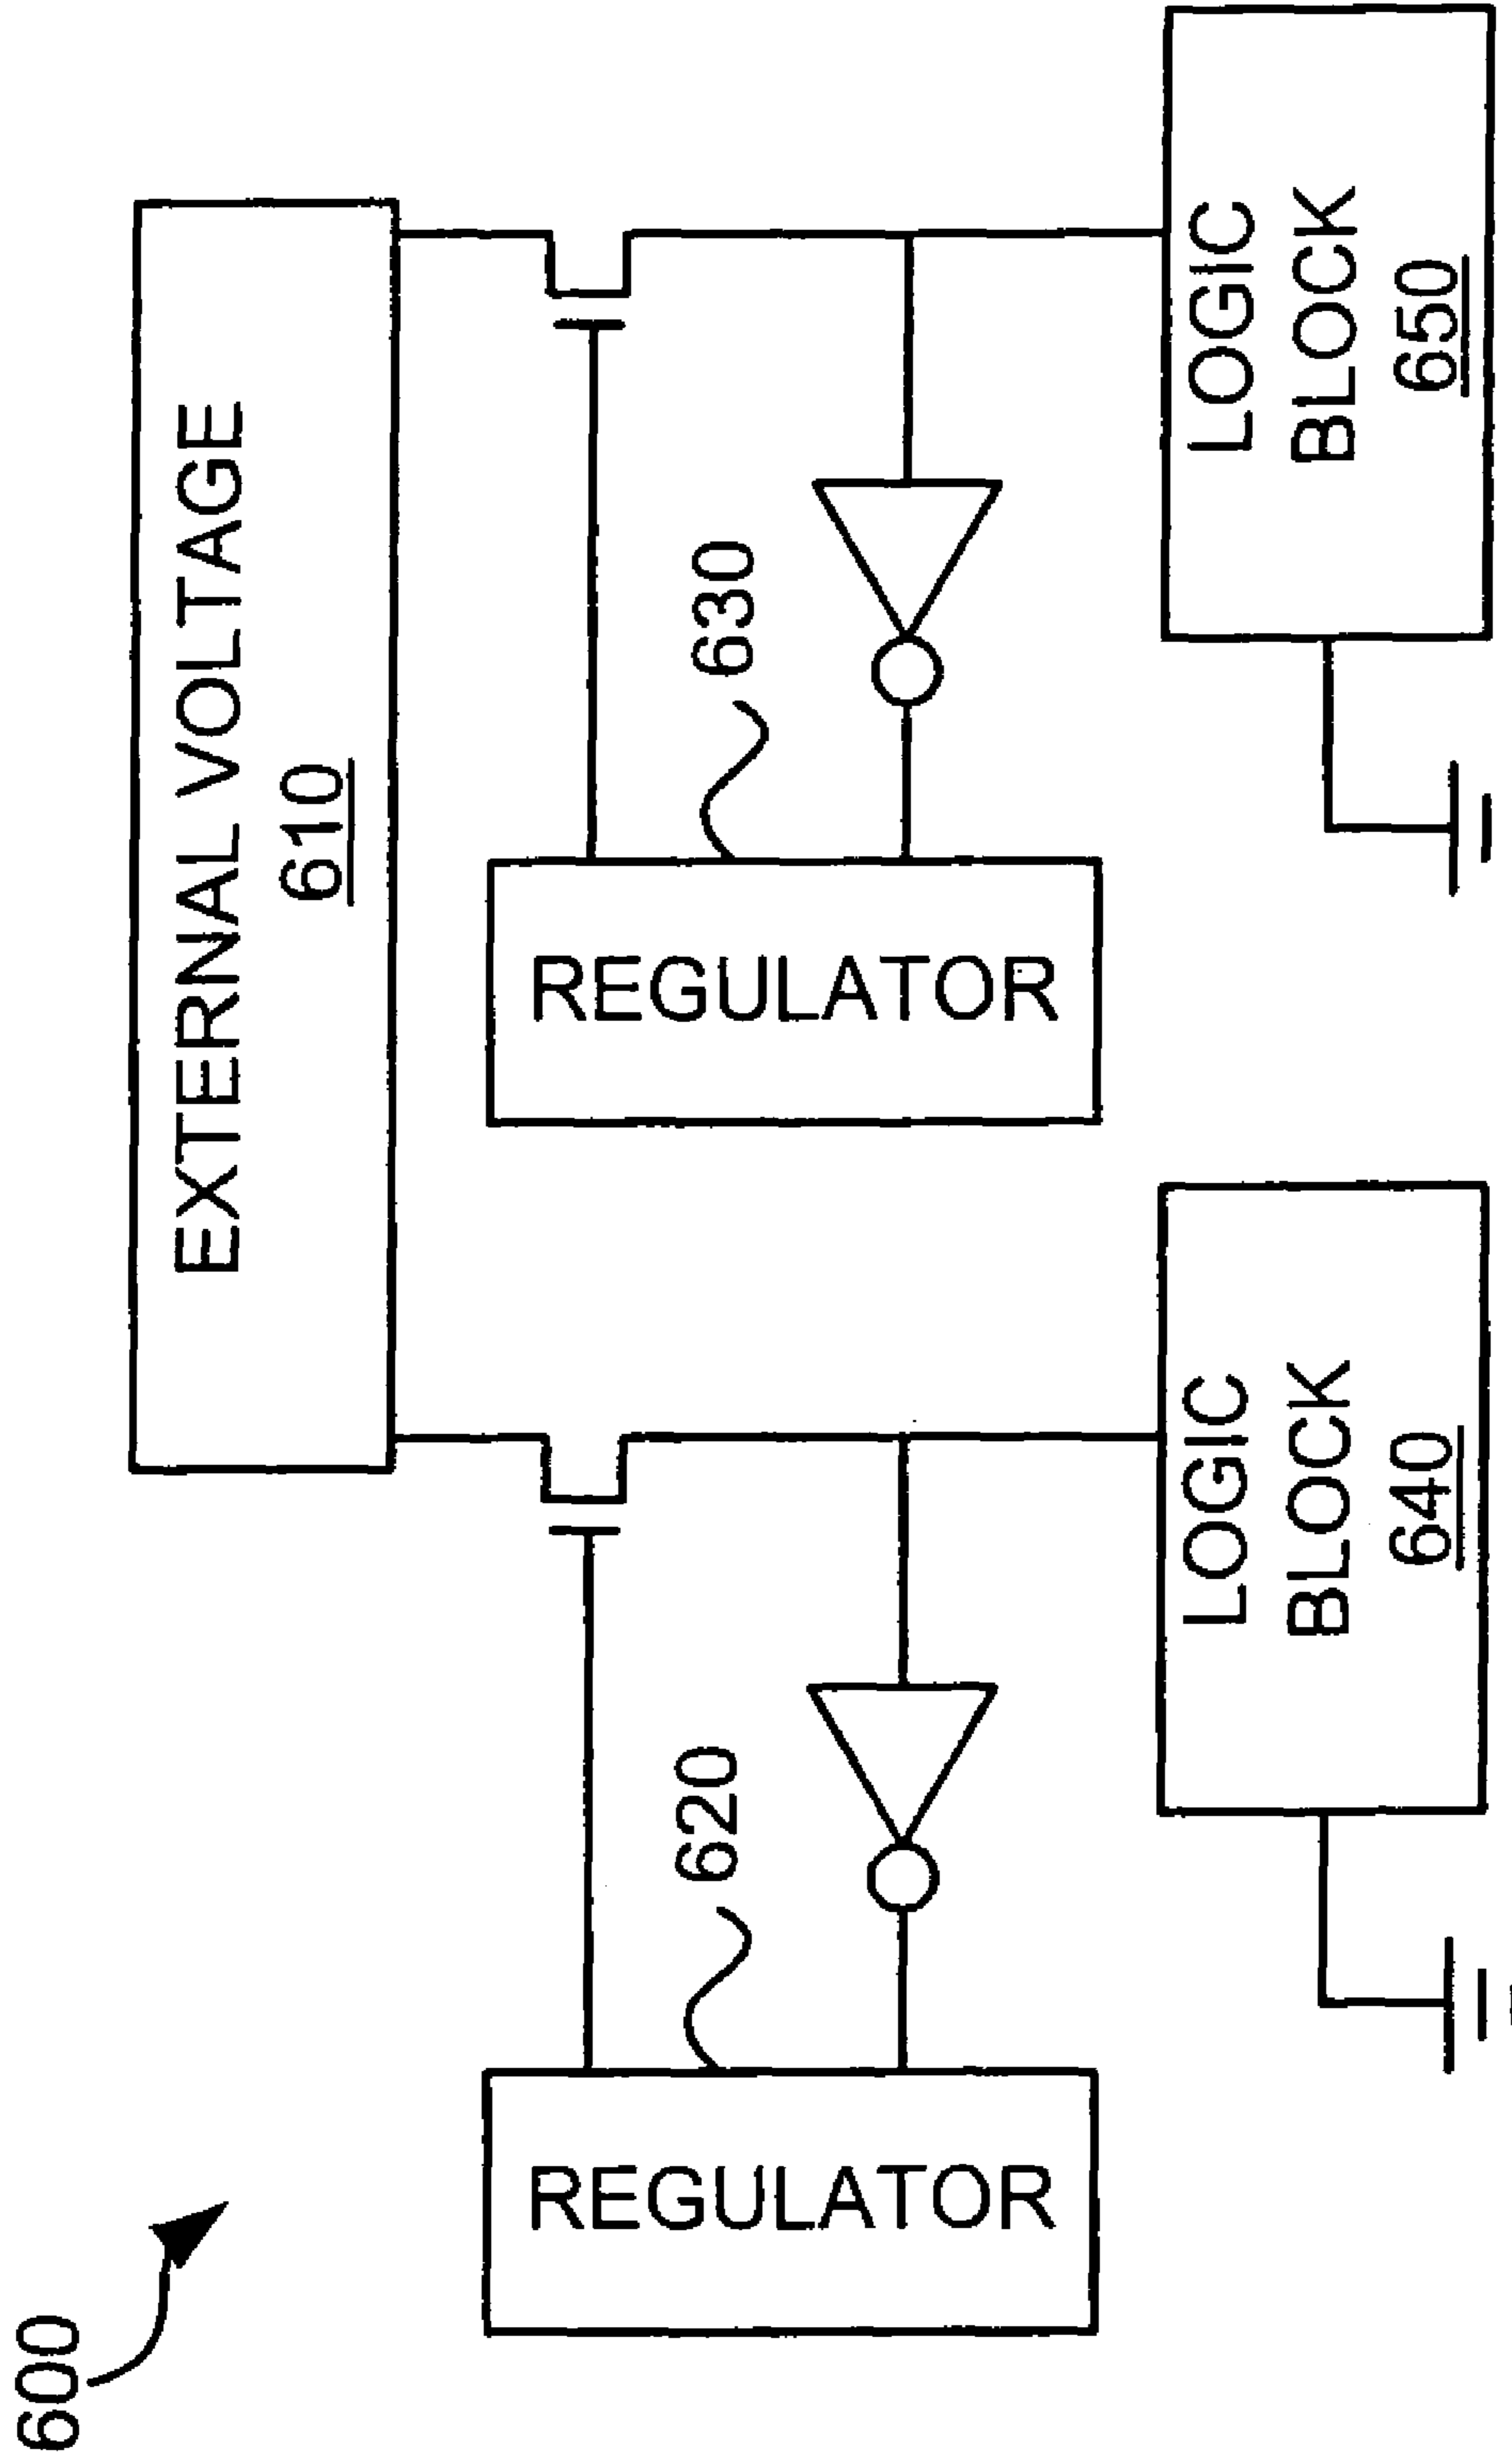 600
EXTERNAL VOLTAGE
610
REGULATOR
620
REGULATOR
630
LOGIC
BLOCK
640
LOGIC
BLOCK
650